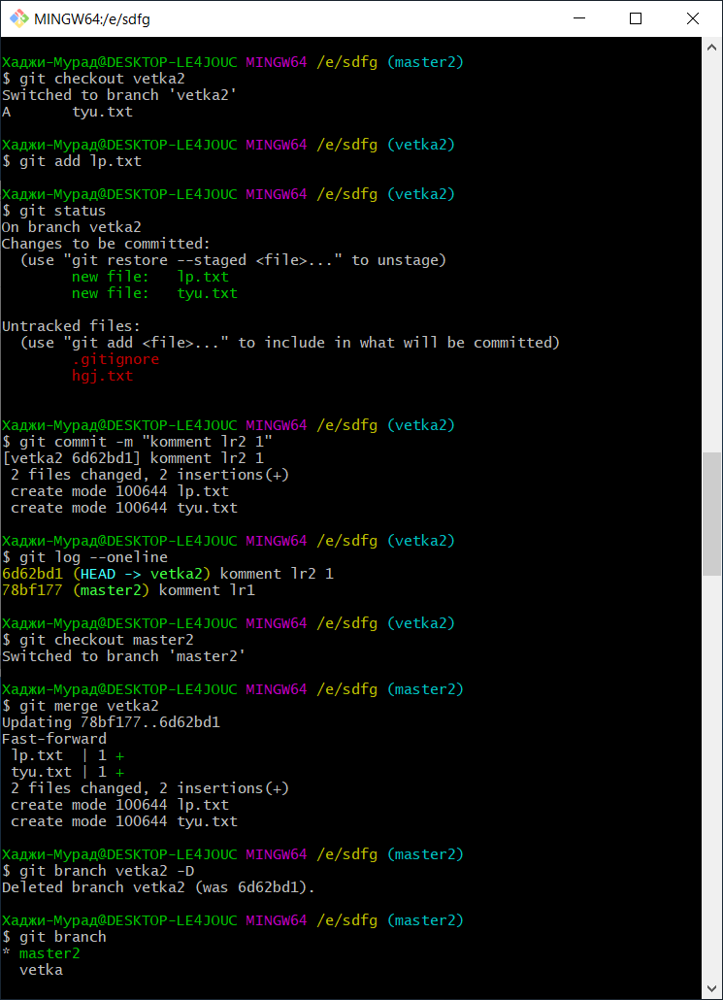 MINGW64:/e/sdfg
Хаджи-Мурад@DESKTOP-LE4JOUC MINGW64 /e/sdfg (master2)
$ git checkout vetka2
Switched to branch 'vetka2'
A       tyu.txt
Хаджи-Мурад@DESKTOP-LE4JOUC MINGW64 /e/sdfg (vetka2)
$ git add lp.txt
Хаджи-Мурад@DESKTOP-LE4JOUC MINGW64 /e/sdfg (vetka2)
$ git status
On branch vetka2
Changes to be committed:
  (use "git restore --staged <file>..." to unstage)
        new file:   lp.txt
        new file:   tyu.txt
Untracked files:
  (use "git add <file>..." to include in what will be committed)
        .gitignore
        hgj.txt
Хаджи-Мурад@DESKTOP-LE4JOUC MINGW64 /e/sdfg (vetka2)
$ git commit -m "komment lr2 1"
[vetka2 6d62bd1] komment lr2 1
 2 files changed, 2 insertions(+)
 create mode 100644 lp.txt
 create mode 100644 tyu.txt
Хаджи-Мурад@DESKTOP-LE4JOUC MINGW64 /e/sdfg (vetka2)
$ git log --oneline
6d62bd1 (HEAD -> vetka2) komment lr2 1
78bf177 (master2) komment lr1
Хаджи-Мурад@DESKTOP-LE4JOUC MINGW64 /e/sdfg (vetka2)
$ git checkout master2
Switched to branch 'master2'
Хаджи-Мурад@DESKTOP-LE4JOUC MINGW64 /e/sdfg (master2)
$ git merge vetka2
Updating 78bf177..6d62bd1
Fast-forward
 lp.txt  | 1 +
 tyu.txt | 1 +
 2 files changed, 2 insertions(+)
 create mode 100644 lp.txt
 create mode 100644 tyu.txt
Хаджи-Мурад@DESKTOP-LE4JOUC MINGW64 /e/sdfg (master2)
$ git branch vetka2 -D
Deleted branch vetka2 (was 6d62bd1).
Хаджи-Мурад@DESKTOP-LE4JOUC MINGW64 /e/sdfg (master2)
$ git branch
* master2
  vetka